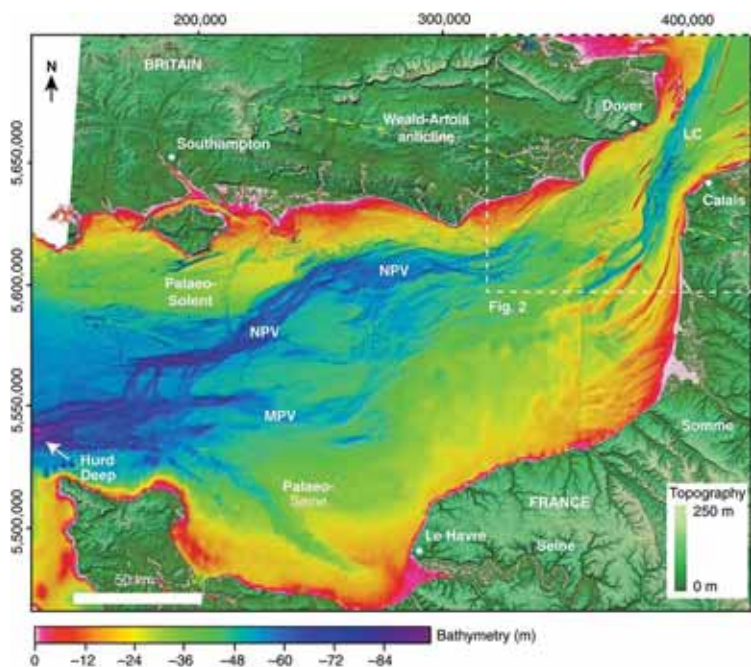 200,000
300,000
400,000
N
BRITAIN
Weald-Artois
anticline
Dover
Southampton
LC
5,650,000
Calais
Palaeo-
Solent
NPV
5,600,000
Fig. 2
NPV
MPV
5,550,000
Somme
Hurd
Deep
Palaeo-
Seine
FRANCE
Topography
250 m
0 m
5,500,000
Le Havre
Seine
50 km
Bathymetry (m)
0
−12
−24
−36
−48
−60
−72
−84